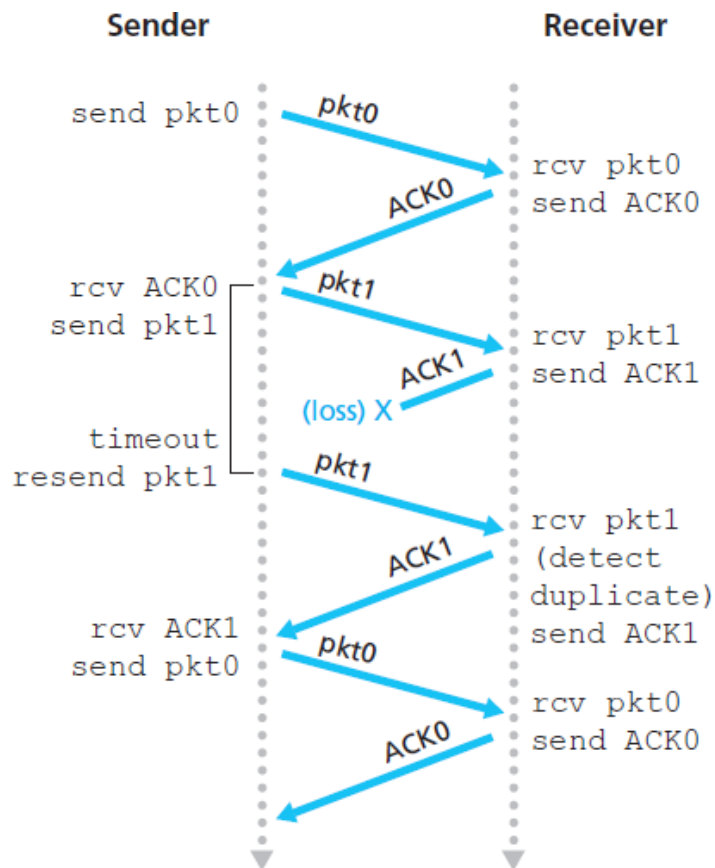 Sender
Receiver
send pkt0
pkt0
rcv pkt0
send ACK0
ACK0
rcv ACK0
send pkt1
pkt1
rcv pkt1
send ACK1
ACK1
(loss) X
timeout
resend pkt1
pkt1
rcv pkt1
(detect
duplicate)
send ACK1
ACK1
rcv ACK1
send pkt0
pkt0
rcv pkt0
send ACK0
ACK0